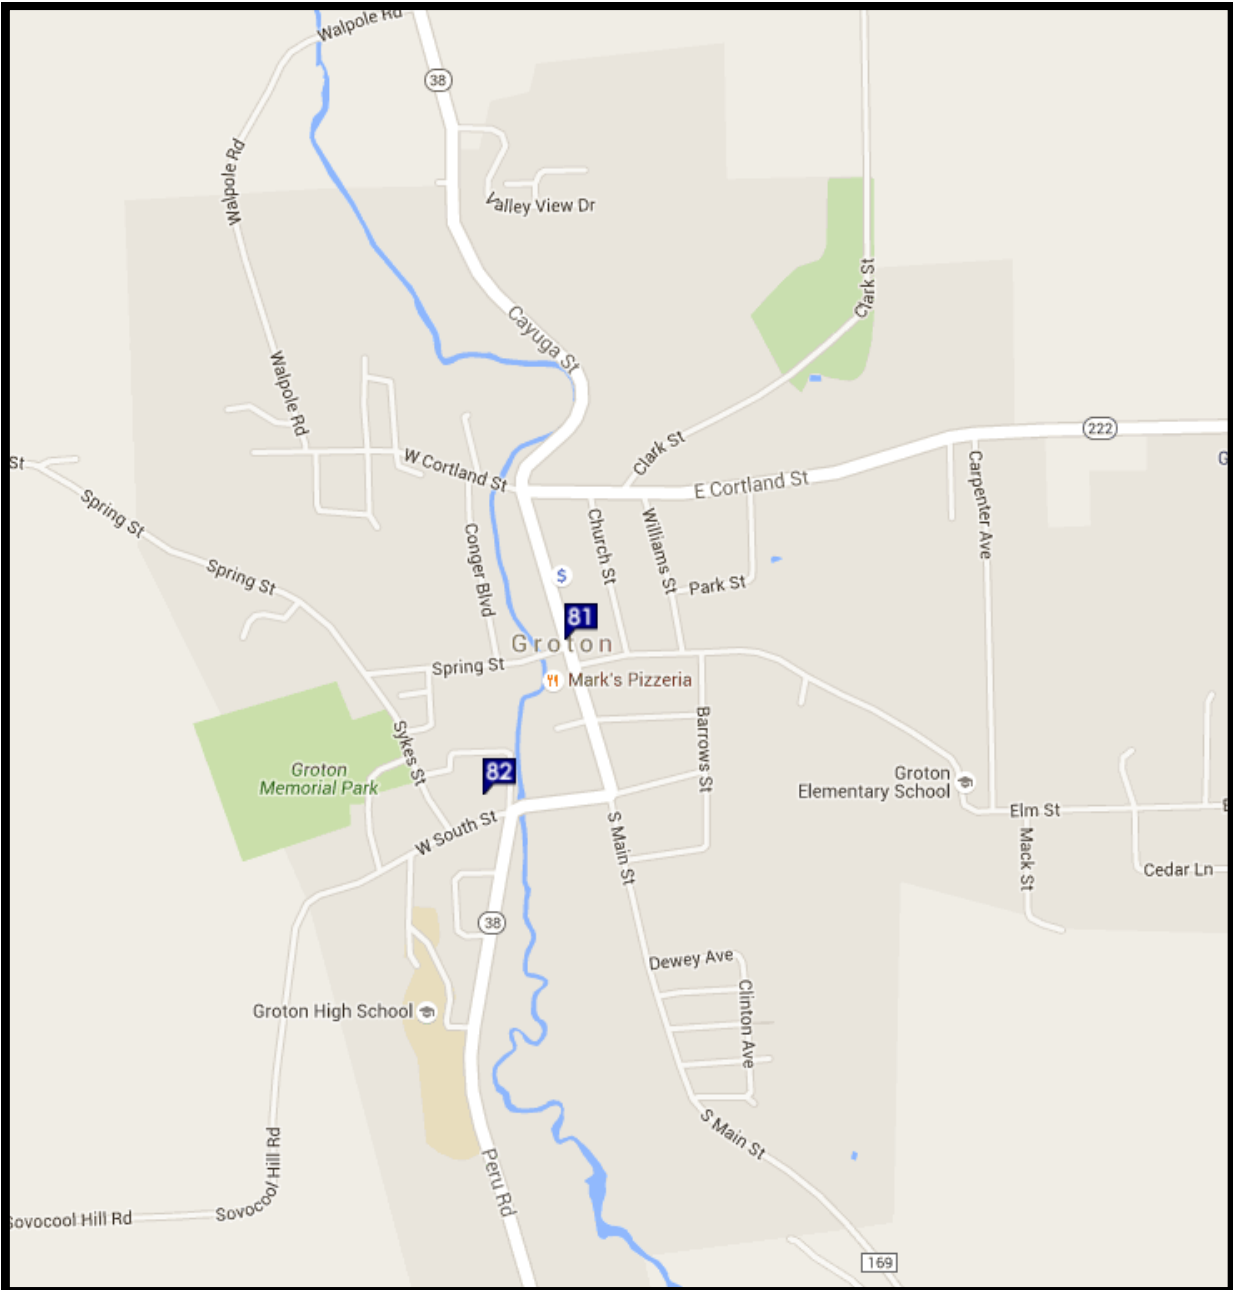 Walpole Rd
38
Walpole Rd
Valley View Dr
Clark St
Cayuga St
Walpole Rd
222
St
W Cortland St
Clark St
E Cortland St
G
Carpenter Ave
Spring St
Conger Blvd
Church St
Williams St
Spring St
$
Park St
81
Groton
Spring St
Mark's Pizzeria
Barrows St
Sykes St
82
Groton
Memorial Park
Groton
Elementary School
Elm St
W South St
S Main St
Mack St
Cedar Ln
38
Dewey Ave
Clinton Ave
Groton High School
S Main St
Hill Rd
Peru Rd
Sovocool
Sovocool Hill Rd
169